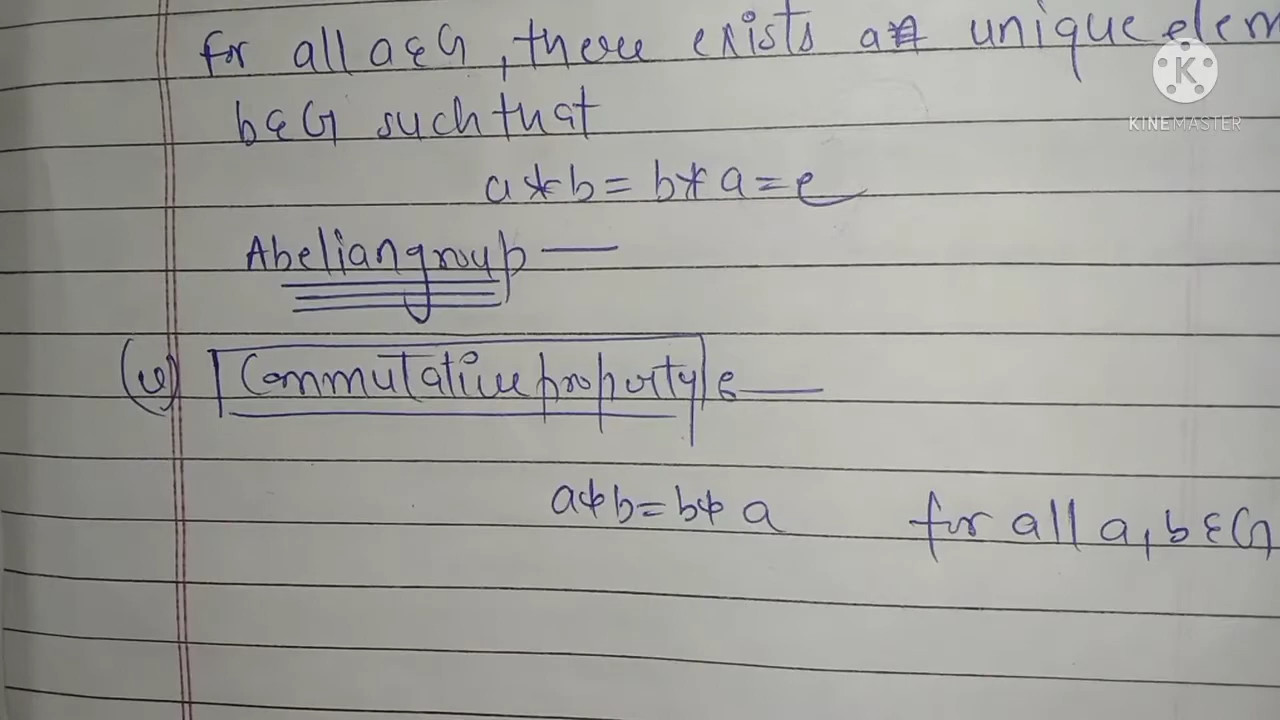 for all a∈G, there exists a unique elem
b∈G such that
a * b = b * a = e
Abelian group —
(v) Commutative property :—
a * b = b * a for all a, b ∈ G
K
KINEMASTER